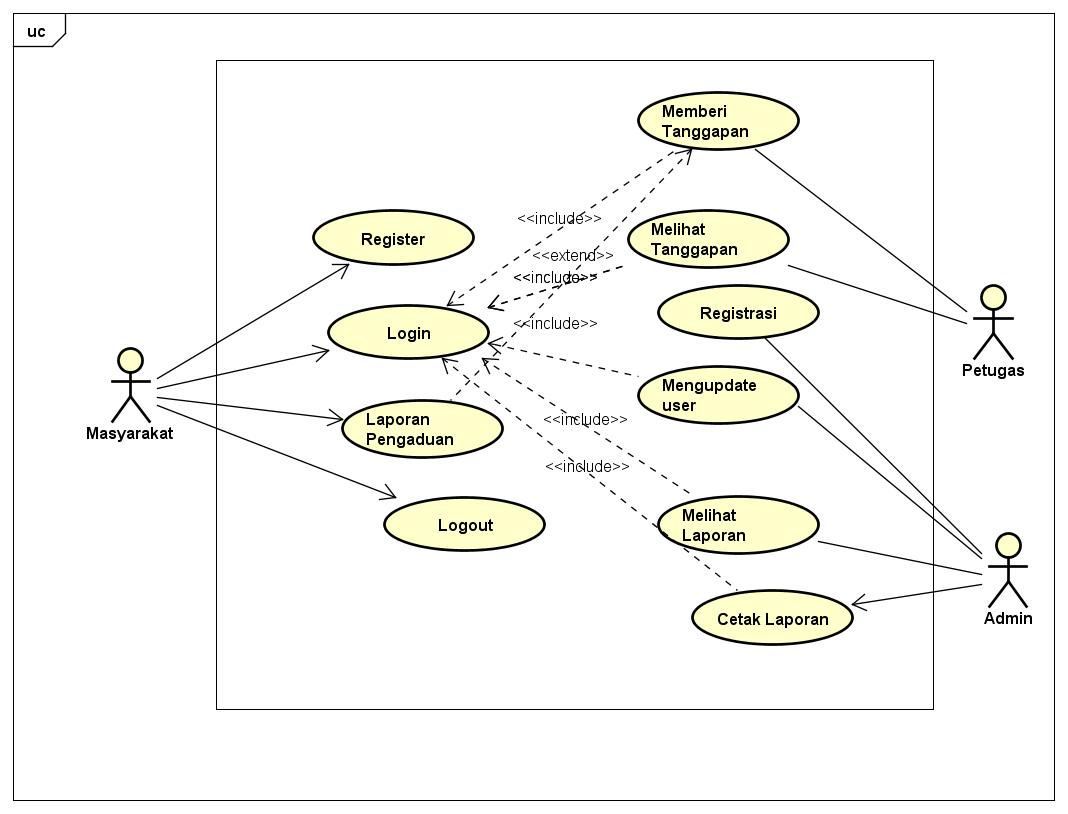 uc
Memberi
Tanggapan
<<include>>
Melihat
Tanggapan
Register
<<extend>>
<<include>>
Registrasi
<<include>>
Login
Petugas
Mengupdate
user
Masyarakat
Laporan
Pengaduan
<<include>>
<<include>>
Melihat
Laporan
Logout
Cetak Laporan
Admin